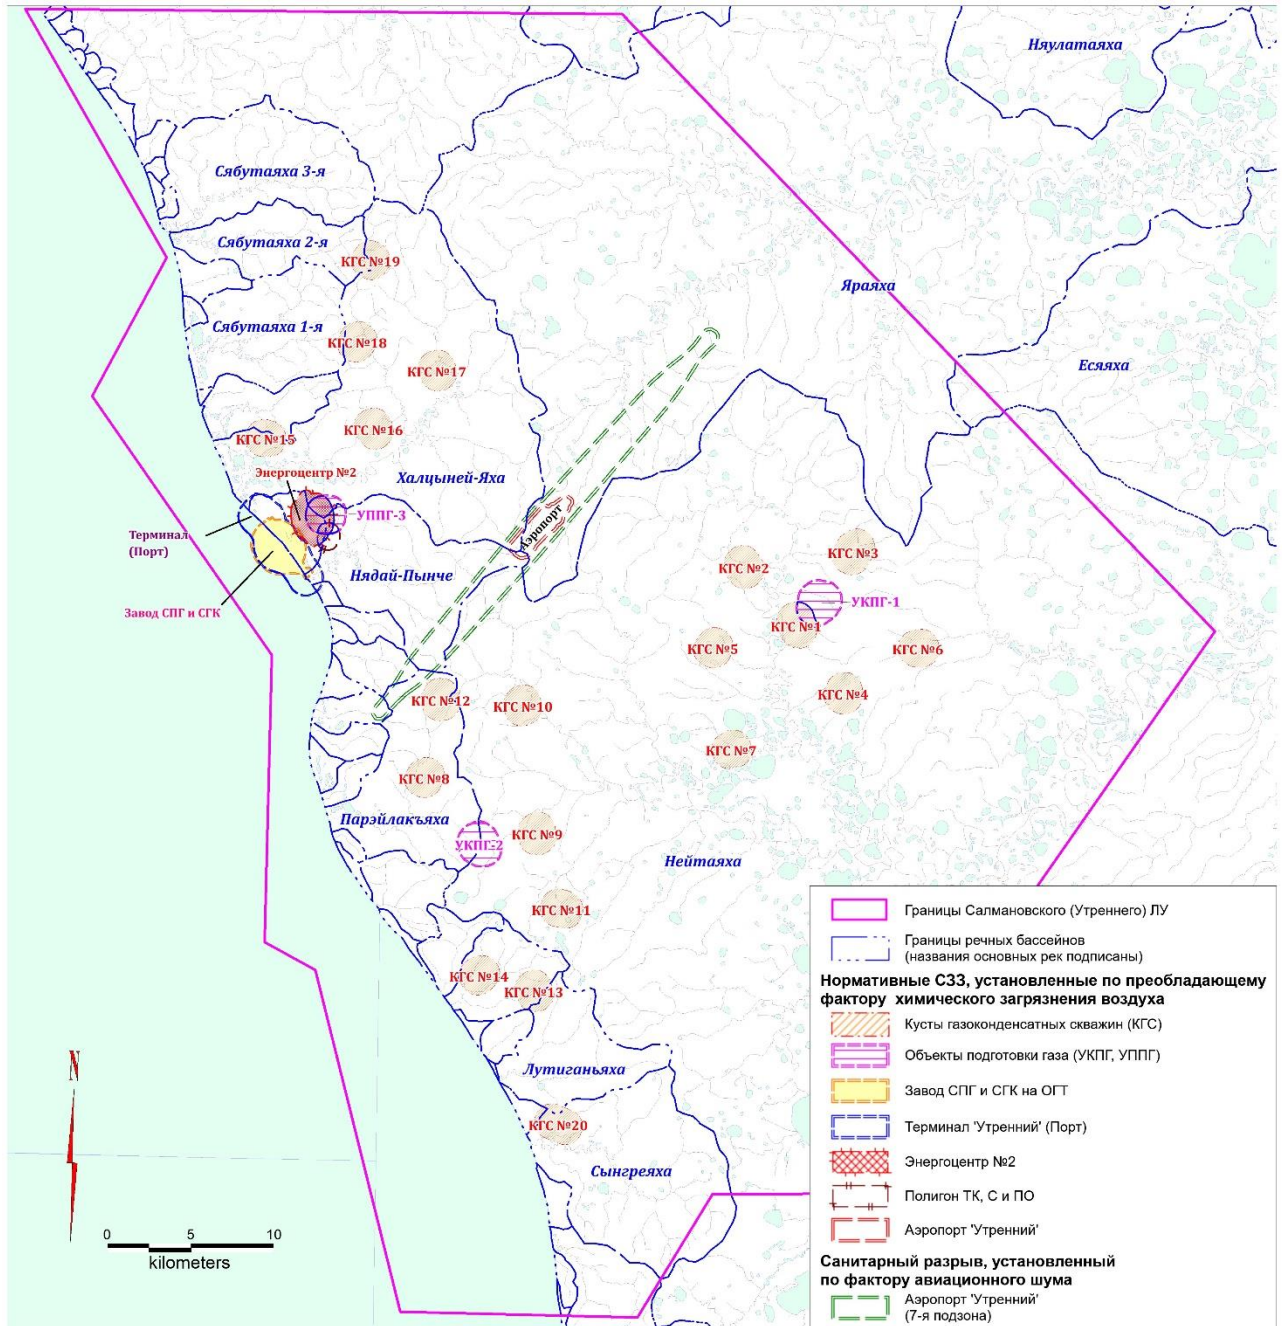 Няулатаяха
Сябутаяха 3-я
Сябутаяха 2-я
КГС №19
Яраяха
Сябутаяха 1-я
КГС №18
Есяяха
КГС №17
КГС №16
КГС №15
Энергоцентр №2
Халцыней-Яха
УППГ-3
Аэропорт
Терминал
(Порт)
КГС №3
КГС №2
Нядай-Пынче
Завод СПГ и СГК
УКПГ-1
КГС №1
КГС №5
КГС №6
КГС №4
КГС №12
КГС №10
КГС №7
КГС №8
Парэйлакъяха
КГС №9
УКПГ-2
Нейтаяха
КГС №11
КГС №14
КГС №13
Лутиганьяха
КГС №20
Сынгреяха
N
0 5 10
kilometers
Границы Салмановского (Утреннего) ЛУ
Границы речных бассейнов
(названия основных рек подписаны)
Нормативные СЗЗ, установленные по преобладающему
фактору химического загрязнения воздуха
Кусты газоконденсатных скважин (КГС)
Объекты подготовки газа (УКПГ, УППГ)
Завод СПГ и СГК на ОГТ
Терминал 'Утренний' (Порт)
Энергоцентр №2
Полигон ТК, С и ПО
Аэропорт 'Утренний'
Санитарный разрыв, установленный
по фактору авиационного шума
Аэропорт 'Утренний'
(7-я подзона)